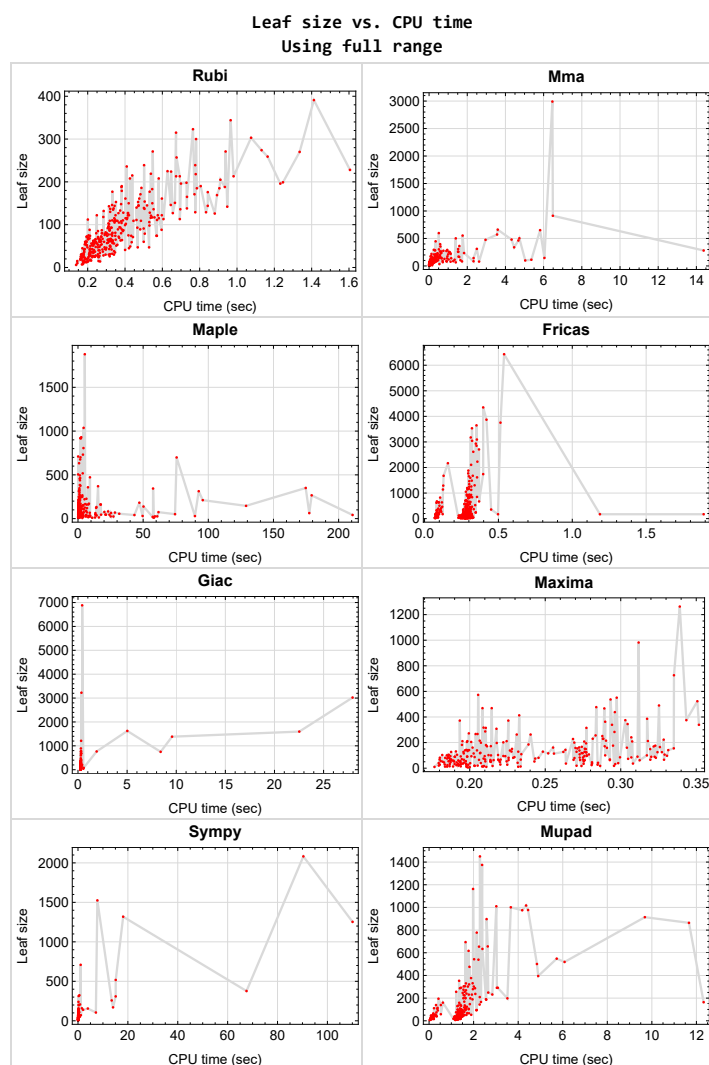 Leaf size vs. CPU time
Using full range
Rubi
Leaf size
400
300
200
100
0
0.2 0.4 0.6 0.8 1.0 1.2 1.4 1.6
CPU time (sec)
Mma
Leaf size
3000
2500
2000
1500
1000
500
0
0 2 4 6 8 10 12 14
CPU time (sec)
Maple
Leaf size
1500
1000
500
0
0 50 100 150 200
CPU time (sec)
Fricas
Leaf size
6000
5000
4000
3000
2000
1000
0
0.0 0.5 1.0 1.5
CPU time (sec)
Giac
Leaf size
7000
6000
5000
4000
3000
2000
1000
0
0 5 10 15 20 25
CPU time (sec)
Maxima
Leaf size
1200
1000
800
600
400
200
0
0.20 0.25 0.30 0.35
CPU time (sec)
Sympy
Leaf size
2000
1500
1000
500
0
0 20 40 60 80 100
CPU time (sec)
Mupad
Leaf size
1400
1200
1000
800
600
400
200
0
0 2 4 6 8 10 12
CPU time (sec)